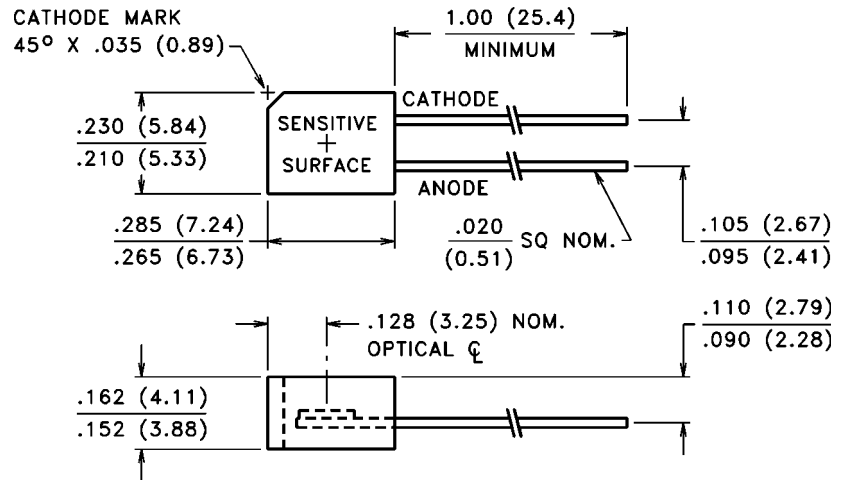 CATHODE MARK
45° X .035 (0.89)
1.00 (25.4)
MINIMUM
CATHODE
SENSITIVE
SURFACE
ANODE
.230 (5.84)
.210 (5.33)
.285 (7.24)
.265 (6.73)
.020
(0.51)
SQ NOM.
.105 (2.67)
.095 (2.41)
.128 (3.25) NOM.
OPTICAL ℄
.110 (2.79)
.090 (2.28)
.162 (4.11)
.152 (3.88)